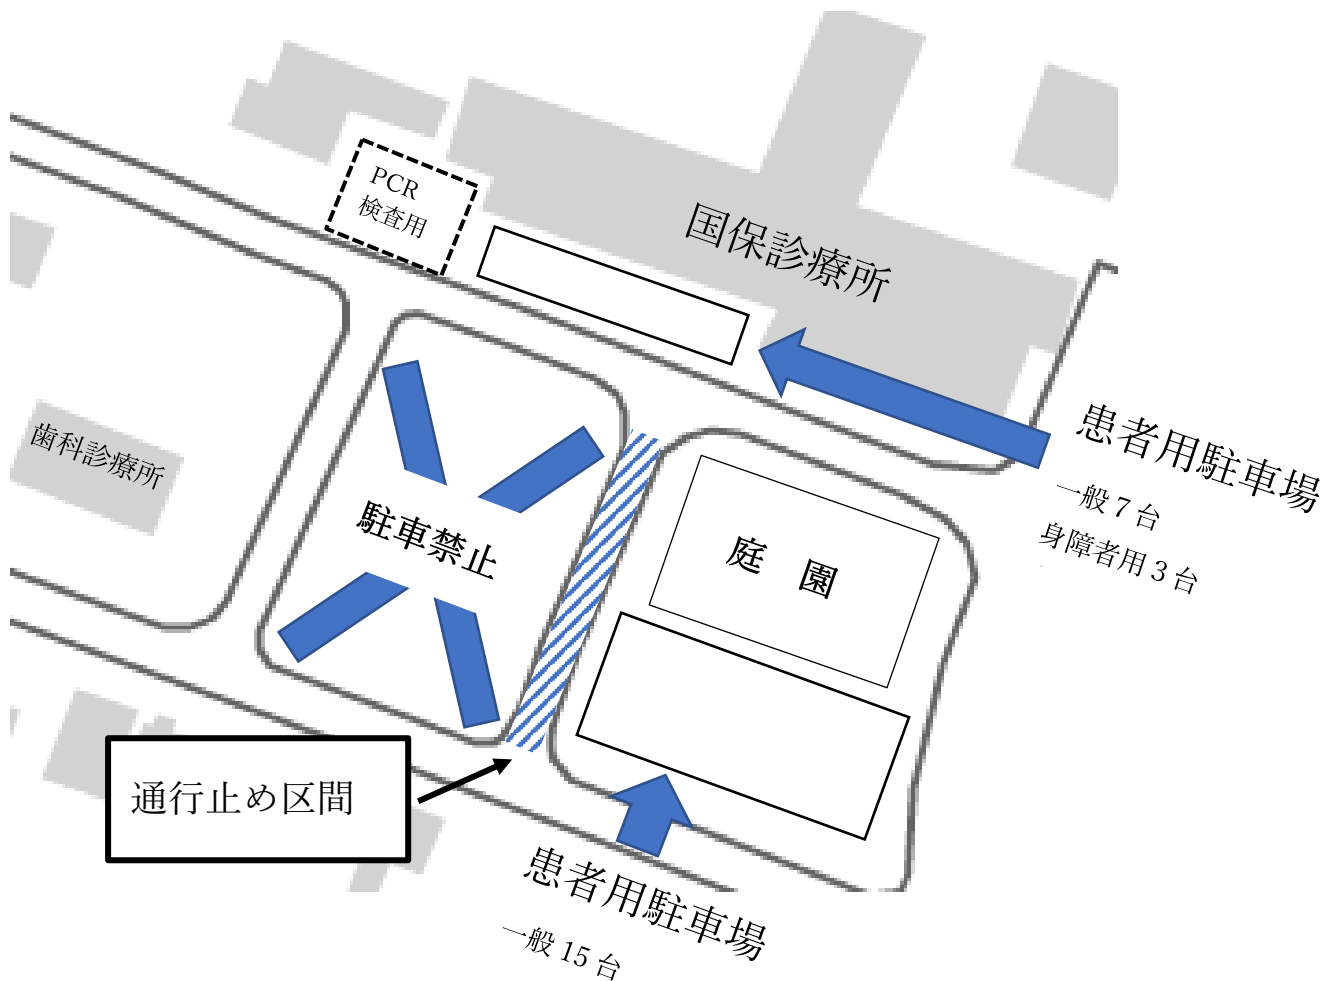 PCR
検査用
国保診療所
患者用駐車場
一般７台
身障者用３台
歯科診療所
駐車禁止
庭　園
通行止め区間
患者用駐車場
一般 15 台